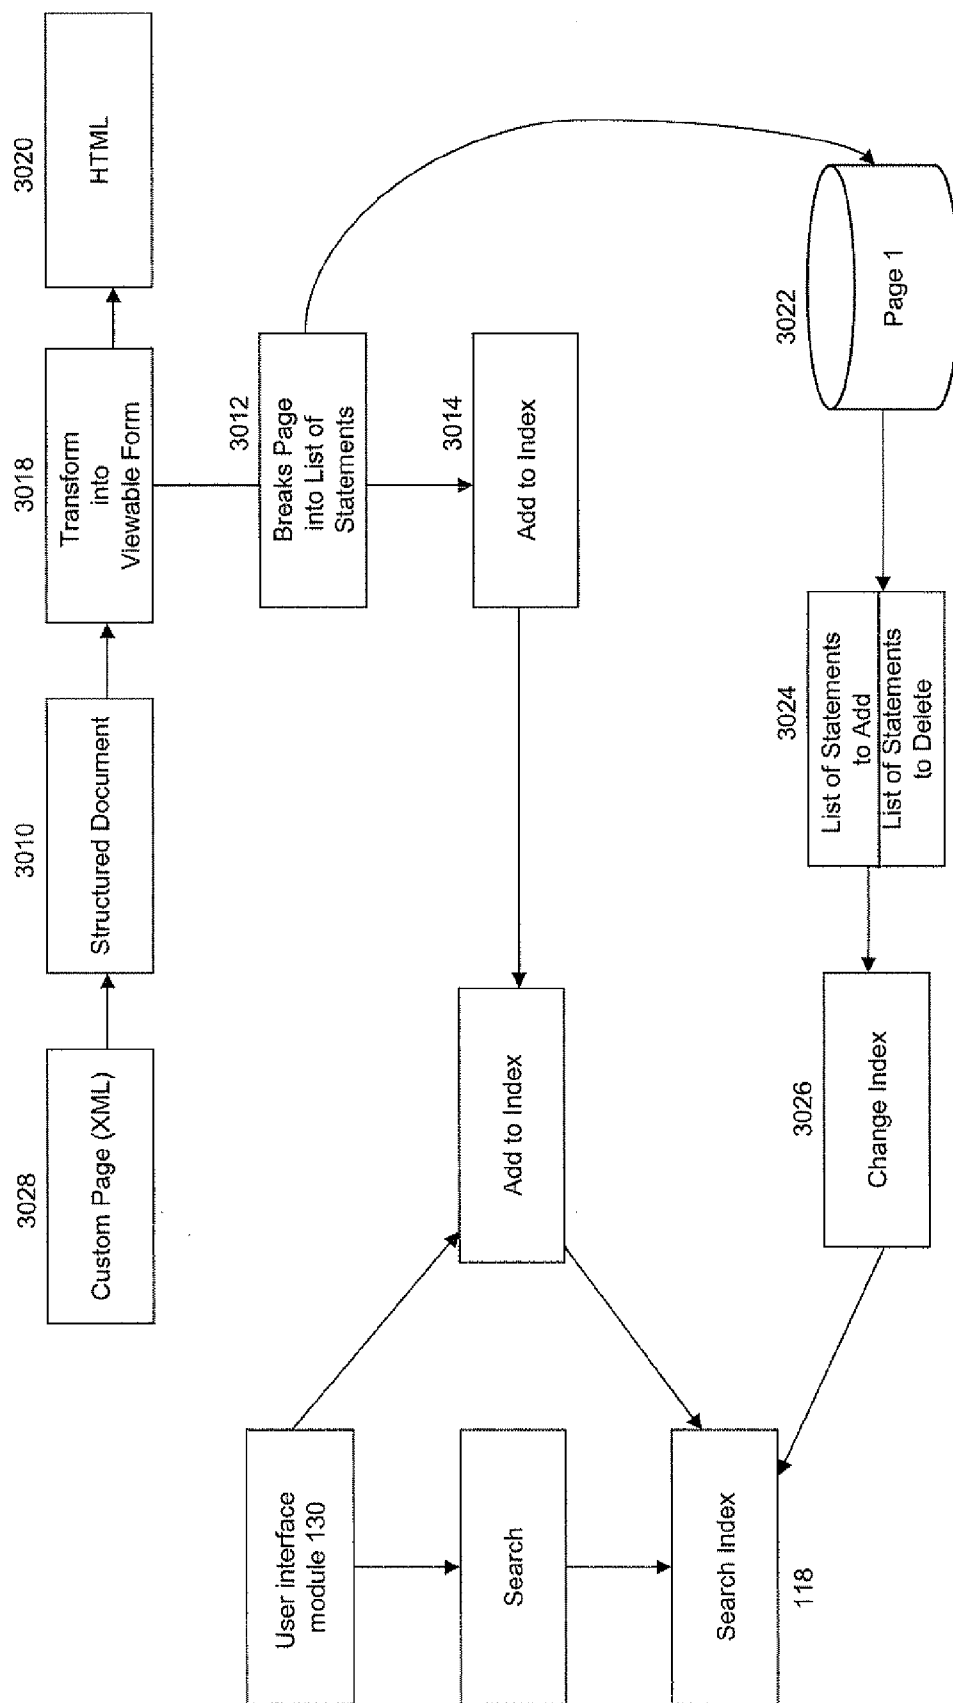 3028
Custom Page (XML)
3010
Structured Document
3018
Transform
into
Viewable Form
3020
HTML
User interface
module 130
3012
Breaks Page
into List of
Statements
Search
Add to Index
3014
Add to Index
Search Index
118
3026
Change Index
3024
List of Statements
to Add
List of Statements
to Delete
3022
Page 1